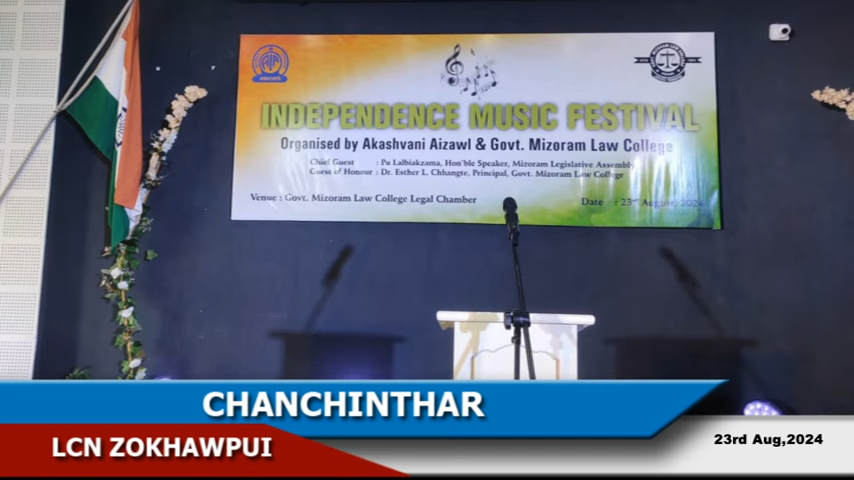 INDEPENDENCE MUSIC FESTIVAL
Organised by Akashvani Aizawl & Govt. Mizoram Law College
Chief Guest : Pu Lalbiakzama, Hon'ble Speaker, Mizoram Legislative Assembly
Guest of Honour : Dr. Esther L. Chhangte, Principal, Govt. Mizoram Law College
Venue : Govt. Mizoram Law College Legal Chamber
Date : 23rd August, 2024
CHANCHINTHAR
LCN ZOKHAWPUI
23rd Aug,2024